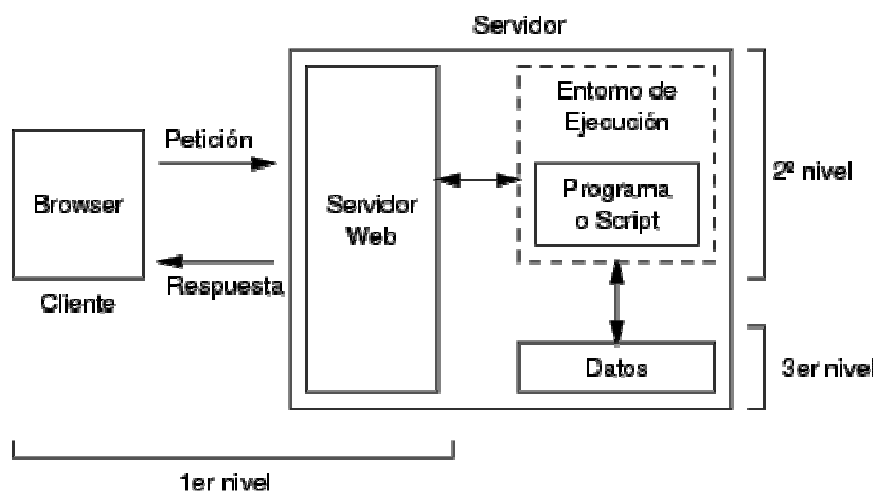 Servidor
Entorno de
Ejecución
Petición
2º nivel
Programa
o Script
Browser
Servidor
Web
Respuesta
Cliente
Datos
3er nivel
1er nivel